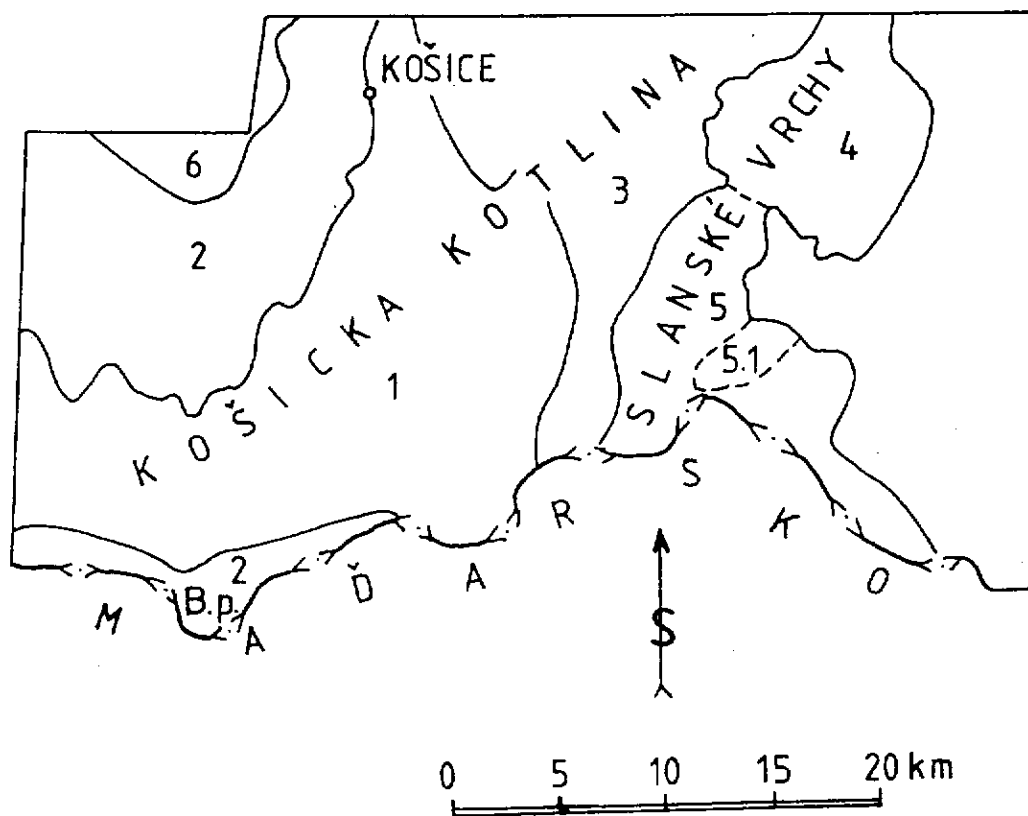 KOŠICE
KOŠICKA KOTLINA
SLANSKÉ VRCHY
6
2
3
4
1
5
5.1
2
B.p.
MAĎARSKO
S
0 5 10 15 20 km